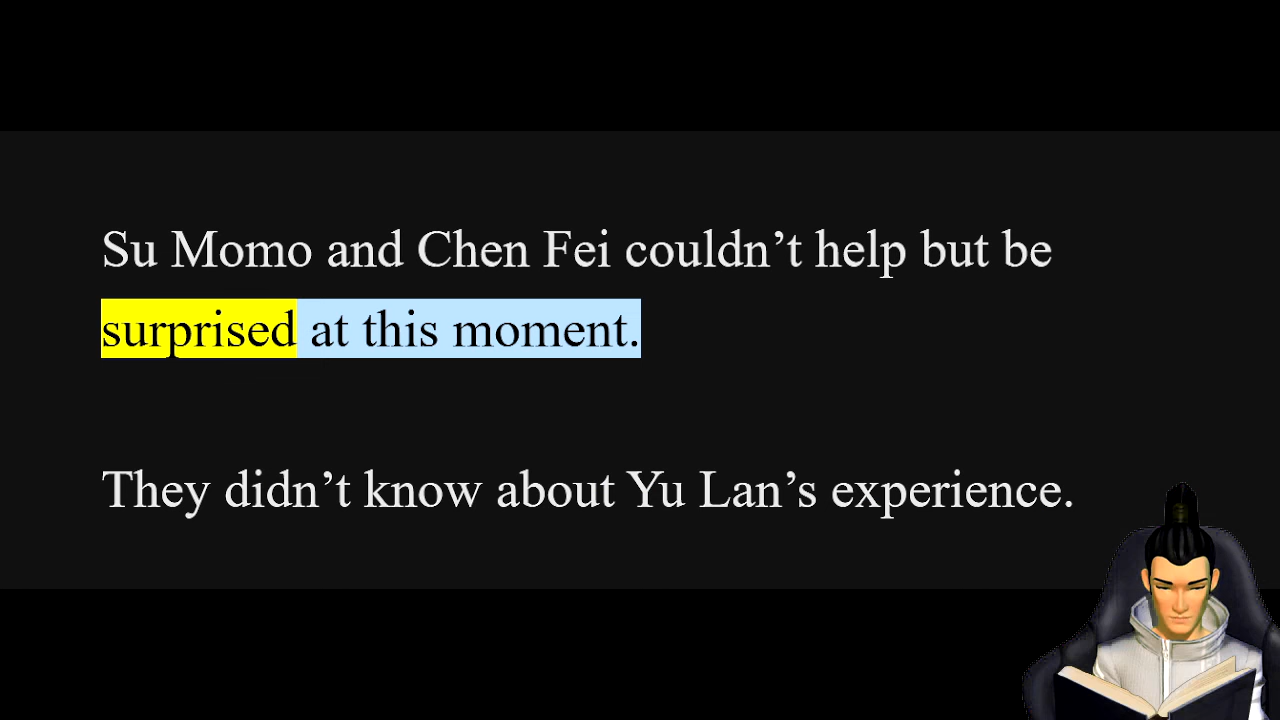 Su Momo and Chen Fei couldn’t help but be
surprised at this moment.
They didn’t know about Yu Lan’s experience.